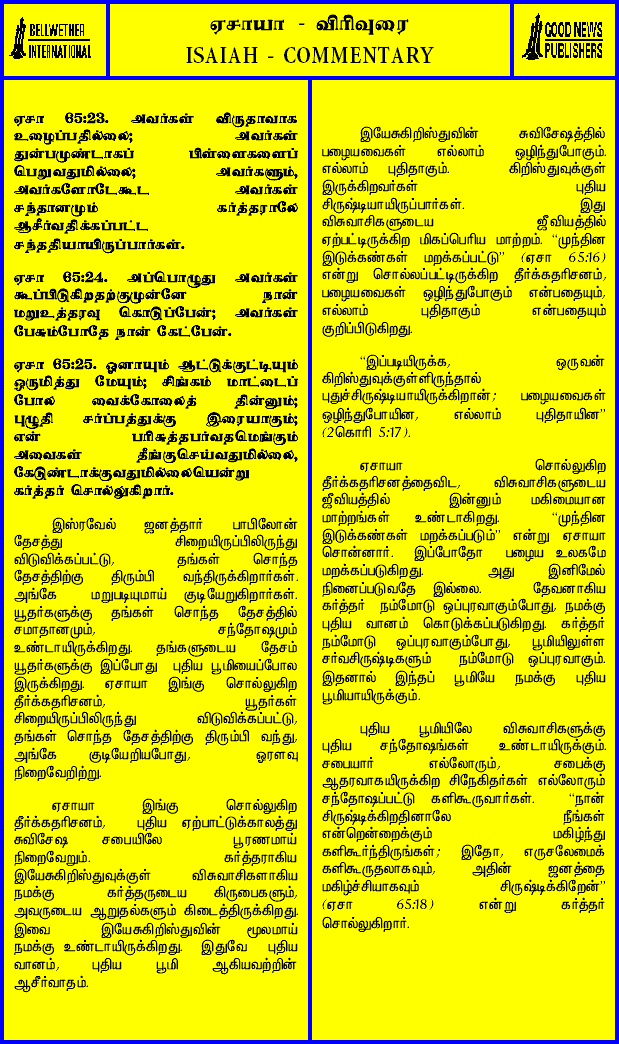 BELLWETHER
INTERNATIONAL
ஏசாயா - விரிவுரை
ISAIAH - COMMENTARY
GOOD NEWS
PUBLISHERS
ஏசா 65:23. அவர்கள் விருதாவாக
உழைப்பதில்லை; அவர்கள்
துன்பமுண்டாகப் பிள்ளைகளைப்
பெறுவதுமில்லை; அவர்களும்,
அவர்களோடேகூட அவர்கள்
சந்தானமும் கர்த்தராலே
ஆசீர்வதிக்கப்பட்ட
சந்ததியாயிருப்பார்கள்.
ஏசா 65:24. அப்பொழுது அவர்கள்
கூப்பிடுகிறதற்குமுன்னே நான்
மறுஉத்தரவு கொடுப்பேன்; அவர்கள்
பேசும்போதே நான் கேட்பேன்.
ஏசா 65:25. ஓனாயும் ஆட்டுக்குட்டியும்
ஒருமித்து மேயும்; சிங்கம் மாட்டைப்
போல வைக்கோலைத் தின்னும்;
புழுதி சர்ப்பத்துக்கு இரையாகும்;
என் பரிசுத்தபர்வதமெங்கும்
அவைகள் தீங்குசெய்வதுமில்லை,
கேடுண்டாக்குவதுமில்லையென்று
கர்த்தர் சொல்லுகிறார்.
இஸ்ரவேல் ஜனத்தார் பாபிலோன்
தேசத்து சிறையிருப்பிலிருந்து
விடுவிக்கப்பட்டு, தங்கள் சொந்த
தேசத்திற்கு திரும்பி வந்திருக்கிறார்கள்.
அங்கே மறுபடியுமாய் குடியேறுகிறார்கள்.
யூதர்களுக்கு தங்கள் சொந்த தேசத்தில்
சமாதானமும், சந்தோஷமும்
உண்டாயிருக்கிறது. தங்களுடைய தேசம்
யூதர்களுக்கு இப்போது புதிய பூமியைப்போல
இருக்கிறது. ஏசாயா இங்கு சொல்லுகிற
தீர்க்கதரிசனம், யூதர்கள்
சிறையிருப்பிலிருந்து விடுவிக்கப்பட்டு,
தங்கள் சொந்த தேசத்திற்கு திரும்பி வந்து,
அங்கே குடியேறியபோது, ஓரளவு
நிறைவேறிற்று.
ஏசாயா இங்கு சொல்லுகிற
தீர்க்கதரிசனம், புதிய ஏற்பாட்டுக்காலத்து
சுவிசேஷ சபையிலே பூரணமாய்
நிறைவேறும். கர்த்தராகிய
இயேசுகிறிஸ்துவுக்குள் விசுவாசிகளாகிய
நமக்கு கர்த்தருடைய கிருபைகளும்,
அவருடைய ஆறுதல்களும் கிடைத்திருக்கிறது.
இவை இயேசுகிறிஸ்துவின் மூலமாய்
நமக்கு உண்டாயிருக்கிறது. இதுவே புதிய
வானம், புதிய பூமி ஆகியவற்றின்
ஆசீர்வாதம்.
இயேசுகிறிஸ்துவின் சுவிசேஷத்தில்
பழையவைகள் எல்லாம் ஒழிந்துபோகும்.
எல்லாம் புதிதாகும். கிறிஸ்துவுக்குள்
இருக்கிறவர்கள் புதிய
சிருஷ்டியாயிருப்பார்கள். இது
விசுவாசிகளுடைய ஜீவியத்தில்
ஏற்பட்டிருக்கிற மிகப்பெரிய மாற்றம். “முந்தின
இடுக்கண்கள் மறக்கப்பட்டு” (ஏசா 65:16)
என்று சொல்லப்பட்டிருக்கிற தீர்க்கதரிசனம்,
பழையவைகள் ஒழிந்துபோகும் என்பதையும்,
எல்லாம் புதிதாகும் என்பதையும்
குறிப்பிடுகிறது.
“இப்படியிருக்க, ஒருவன்
கிறிஸ்துவுக்குள்ளிருந்தால்
புதுச்சிருஷ்டியாயிருக்கிறான்; பழையவைகள்
ஒழிந்துபோயின, எல்லாம் புதிதாயின”
(2கொரி 5:17).
ஏசாயா சொல்லுகிற
தீர்க்கதரிசனத்தைவிட, விசுவாசிகளுடைய
ஜீவியத்தில் இன்னும் மகிமையான
மாற்றங்கள் உண்டாகிறது. “முந்தின
இடுக்கண்கள் மறக்கப்படும்” என்று ஏசாயா
சொன்னார். இப்போதோ பழைய உலகமே
மறக்கப்படுகிறது. அது இனிமேல்
நினைப்படுவதே இல்லை. தேவனாகிய
கர்த்தர் நம்மோடு ஒப்புரவாகும்போது, நமக்கு
புதிய வானம் கொடுக்கப்படுகிறது. கர்த்தர்
நம்மோடு ஒப்புரவாகும்போது, பூமியிலுள்ள
சர்வசிருஷ்டிகளும் நம்மோடு ஒப்புரவாகும்.
இதனால் இந்தப் பூமியே நமக்கு புதிய
பூமியாயிருக்கும்.
புதிய பூமியிலே விசுவாசிகளுக்கு
புதிய சந்தோஷங்கள் உண்டாயிருக்கும்.
சபையார் எல்லோரும், சபைக்கு
ஆதரவாகயிருக்கிற சிநேகிதர்கள் எல்லோரும்
சந்தோஷப்பட்டு களிகூருவார்கள். “நான்
சிருஷ்டிக்கிறதினாலே நீங்கள்
என்றென்றைக்கும் மகிழ்ந்து
களிகூர்ந்திருங்கள்; இதோ, எருசலேமைக்
களிகூருதலாகவும், அதின் ஜனத்தை
மகிழ்ச்சியாகவும் சிருஷ்டிக்கிறேன்”
(ஏசா 65:18) என்று கர்த்தர்
சொல்லுகிறார்.